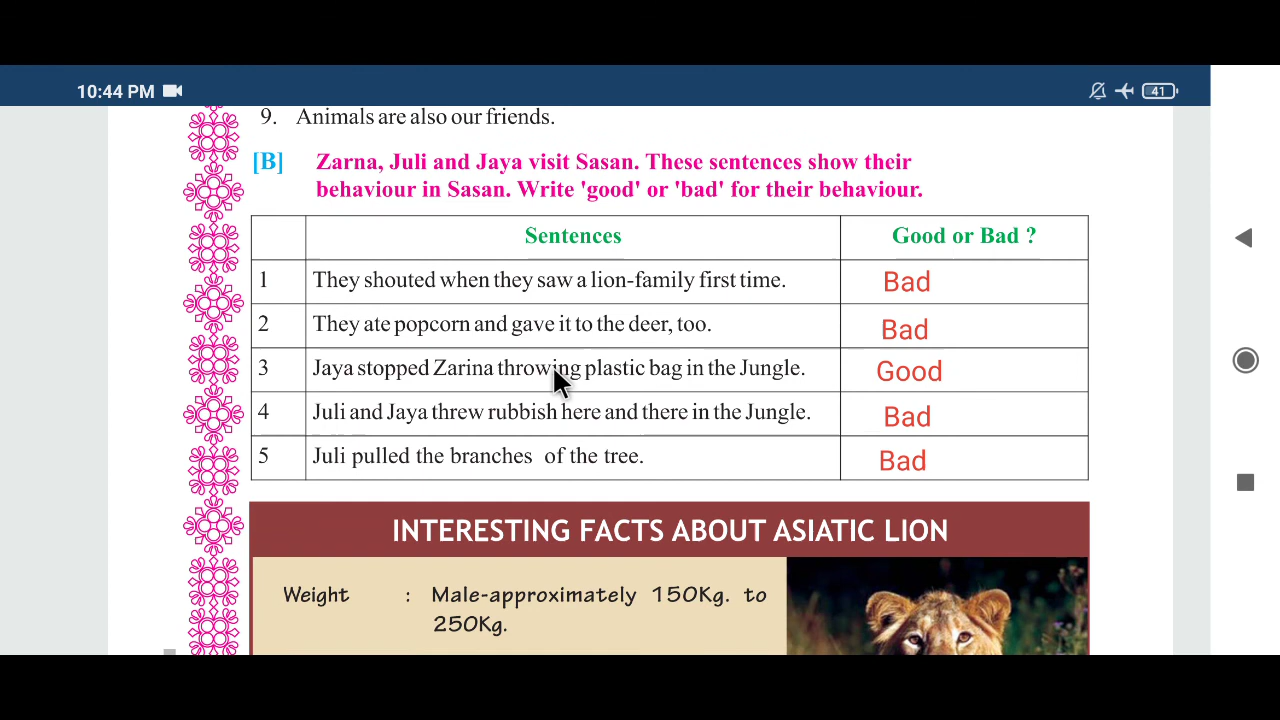 10:44 PM
41
9. Animals are also our friends.
[B] Zarna, Juli and Jaya visit Sasan. These sentences show their
behaviour in Sasan. Write 'good' or 'bad' for their behaviour.
Sentences Good or Bad ?
1 They shouted when they saw a lion-family first time. Bad
2 They ate popcorn and gave it to the deer, too. Bad
3 Jaya stopped Zarina throwing plastic bag in the Jungle. Good
4 Juli and Jaya threw rubbish here and there in the Jungle. Bad
5 Juli pulled the branches of the tree. Bad
INTERESTING FACTS ABOUT ASIATIC LION
Weight : Male-approximately 150Kg. to
250Kg.